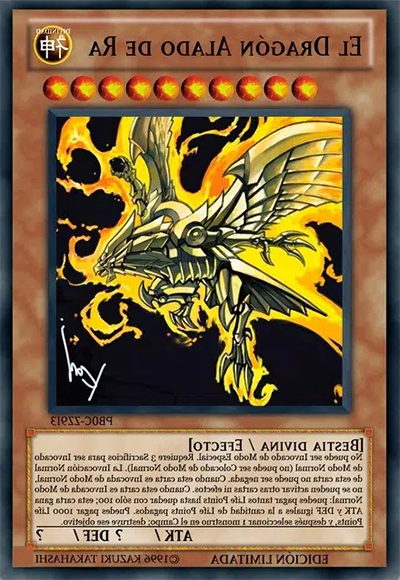 El Dragón Alado de Ra
DIVINIDAD
神
PB0C-ZZ9I3
[Bestia divina / Efecto]
No puede ser Invocado de Modo Especial. Requiere 3 Sacrificios para ser Invocado
de Modo Normal (no puede ser Colocado de Modo Normal). La Invocación Normal
de esta carta no puede ser negada. Cuando esta carta es Invocada de Modo Normal,
no se pueden activar otras cartas ni efectos. Cuando esta carta es Invocada de Modo
Normal: puedes pagar tantos Life Points hasta quedar con sólo 100; esta carta gana
ATK y DEF iguales a la cantidad de Life Points pagados. Puedes pagar 1000 Life
Points, y después seleccionar 1 monstruo en el Campo; destruye ese objetivo.
ATK / ? DEF / ?
EDICIÓN LIMITADA
©1996 KAZUKI TAKAHASHI